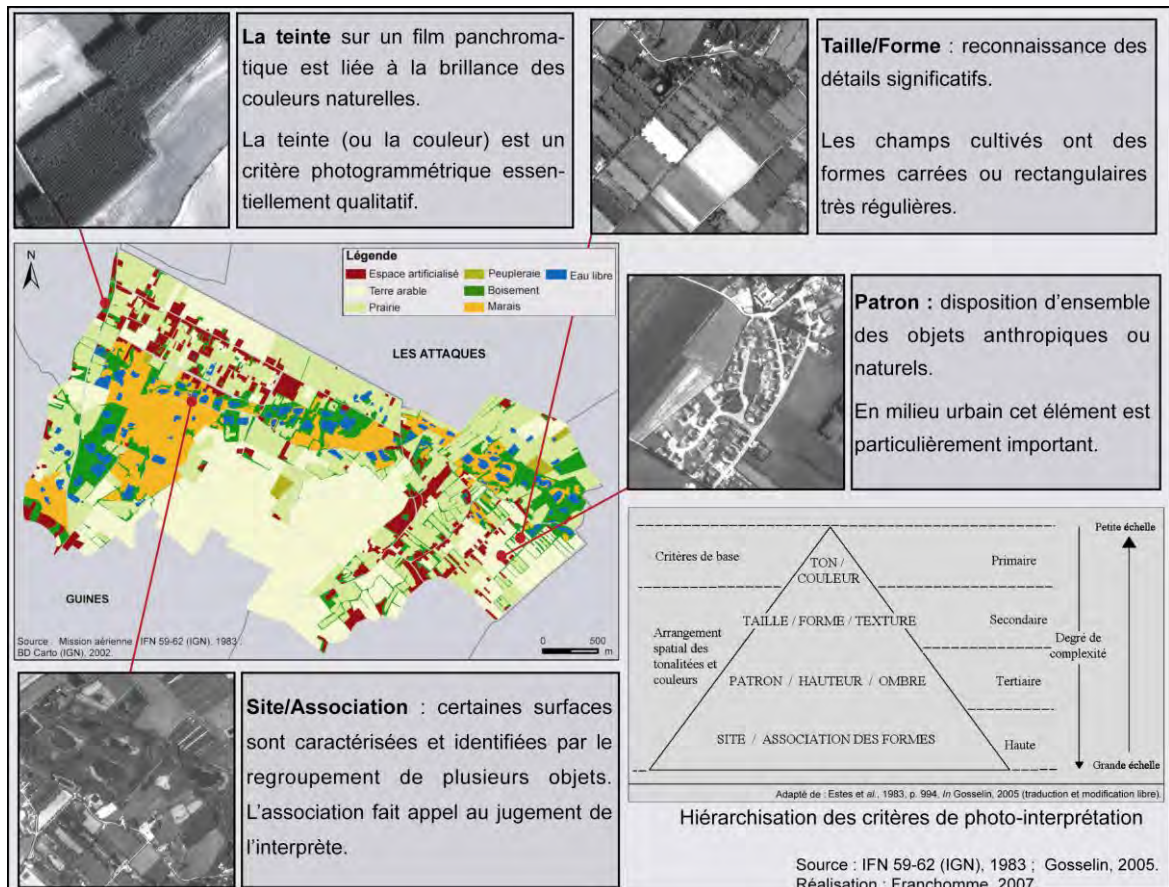 La teinte sur un film panchroma-
tique est liée à la brillance des
couleurs naturelles.
La teinte (ou la couleur) est un
critère photogrammétrique essen-
tiellement qualitatif.
Taille/Forme : reconnaissance des
détails significatifs.
Les champs cultivés ont des
formes carrées ou rectangulaires
très régulières.
N
Légende
Espace artificialisé
Peupleraie
Eau libre
Terre arable
Boisement
Prairie
Marais
LES ATTAQUES
GUINES
Source : Mission aérienne IFN 59-62 (IGN), 1983 .
BD Carto (IGN), 2002.
0 500
m
Patron : disposition d'ensemble
des objets anthropiques ou
naturels.
En milieu urbain cet élément est
particulièrement important.
Site/Association : certaines surfaces
sont caractérisées et identifiées par le
regroupement de plusieurs objets.
L'association fait appel au jugement de
l'interprète.
Petite échelle
Critères de base
TON /
COULEUR
Primaire
Arrangement
spatial des
tonalitées et
couleurs
TAILLE / FORME / TEXTURE
Secondaire
Degré de
complexité
PATRON / HAUTEUR / OMBRE
Tertiaire
SITE / ASSOCIATION DES FORMES
Haute
Grande échelle
Adapté de : Estes et al., 1983, p. 994. In Gosselin, 2005 (traduction et modification libre).
Hiérarchisation des critères de photo-interprétation
Source : IFN 59-62 (IGN), 1983 ; Gosselin, 2005.
Réalisation : Franchomme, 2007